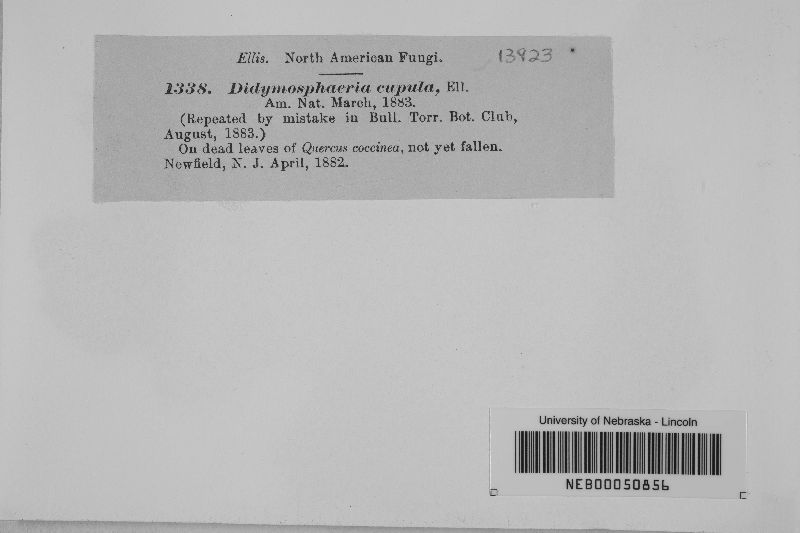 Ellis. North American Fungi. 13923
1338. Didymosphaeria cupula, Ell.
Am. Nat. March, 1883.
(Repeated by mistake in Bull. Torr. Bot. Club,
August, 1883.)
On dead leaves of Quercus coccinea, not yet fallen.
Newfield, N. J. April, 1882.
University of Nebraska - Lincoln
NEB00050856